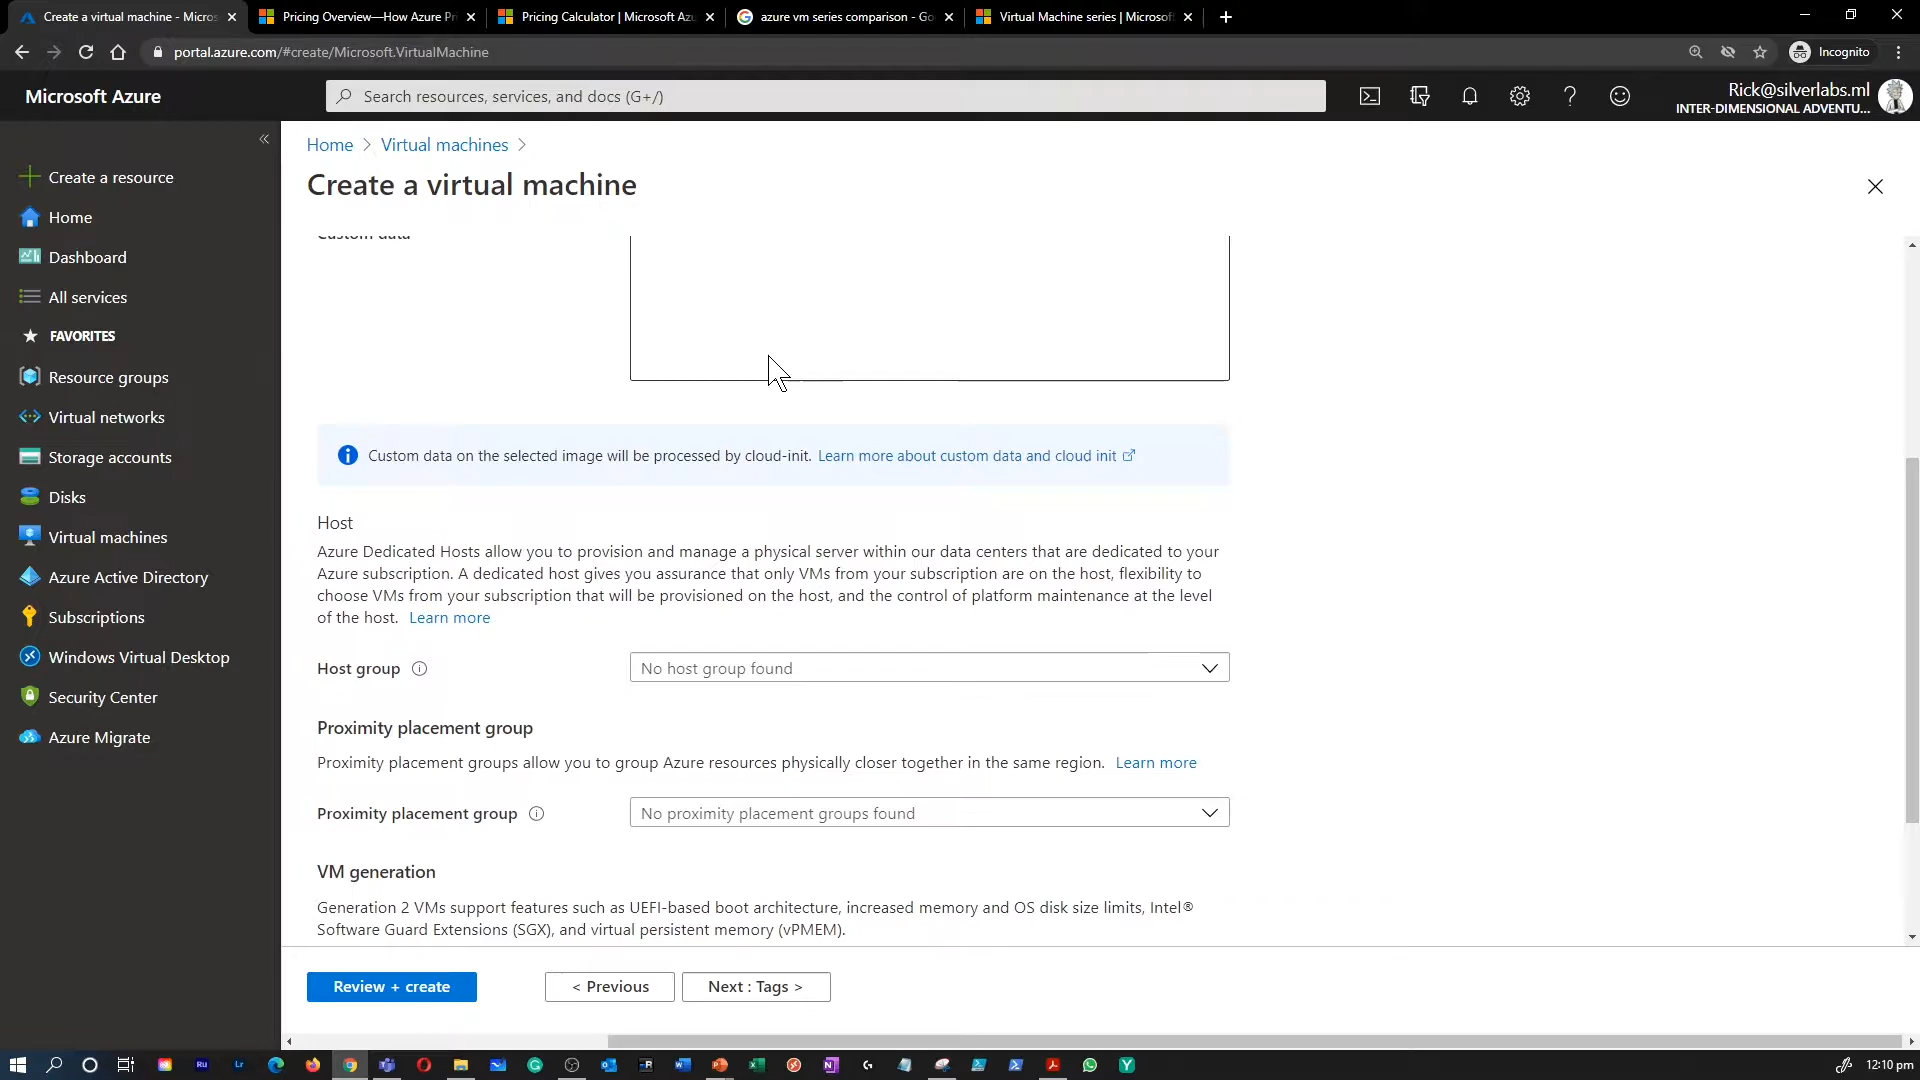 Create a virtual machine - Micros
Pricing Overview—How Azure Pri
Pricing Calculator | Microsoft Azu
azure vm series comparison - Go
Virtual Machine series | Microsof
portal.azure.com/#create/Microsoft.VirtualMachine
Incognito
Microsoft Azure
Search resources, services, and docs (G+/)
Rick@silverlabs.ml
INTER-DIMENSIONAL ADVENTU...
Home > Virtual machines >
Create a virtual machine
Create a resource
Home
Dashboard
All services
FAVORITES
Resource groups
Virtual networks
Storage accounts
Disks
Virtual machines
Azure Active Directory
Subscriptions
Windows Virtual Desktop
Security Center
Azure Migrate
Custom data
Custom data on the selected image will be processed by cloud-init. Learn more about custom data and cloud init
Host
Azure Dedicated Hosts allow you to provision and manage a physical server within our data centers that are dedicated to your
Azure subscription. A dedicated host gives you assurance that only VMs from your subscription are on the host, flexibility to
choose VMs from your subscription that will be provisioned on the host, and the control of platform maintenance at the level
of the host. Learn more
Host group
No host group found
Proximity placement group
Proximity placement groups allow you to group Azure resources physically closer together in the same region. Learn more
Proximity placement group
No proximity placement groups found
VM generation
Generation 2 VMs support features such as UEFI-based boot architecture, increased memory and OS disk size limits, Intel®
Software Guard Extensions (SGX), and virtual persistent memory (vPMEM).
Review + create
< Previous
Next : Tags >
12:10 pm